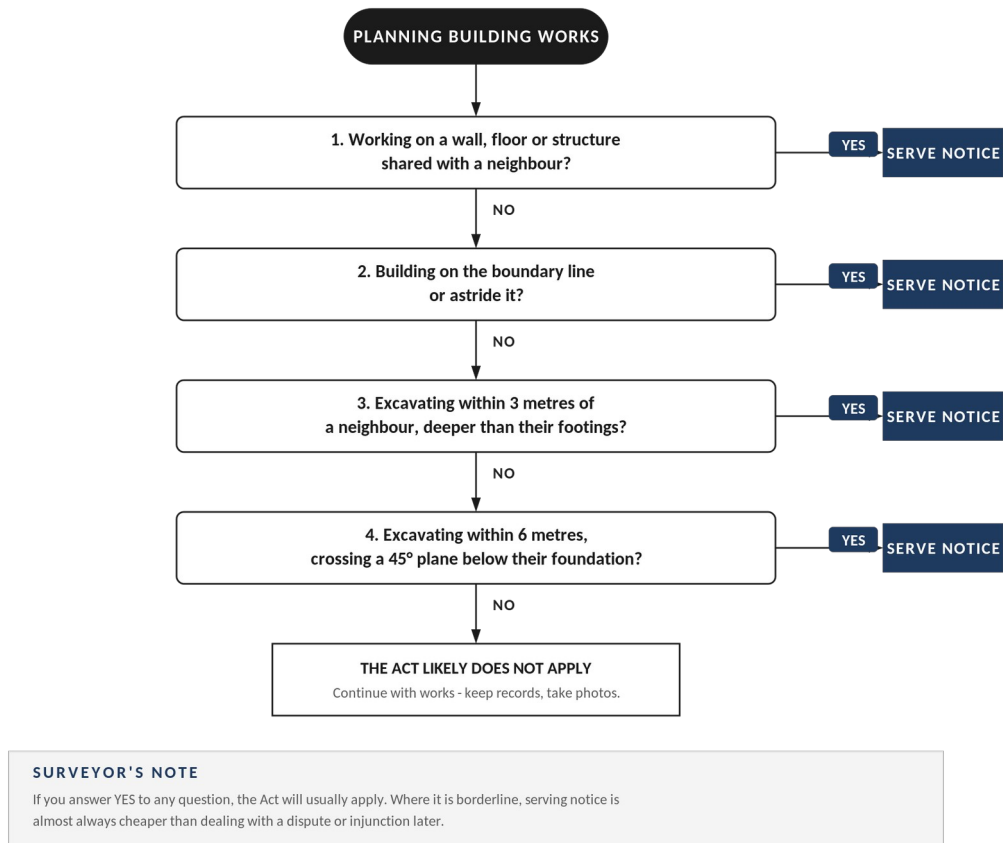 PLANNING BUILDING WORKS
1. Working on a wall, floor or structure
shared with a neighbour?
YES
SERVE NOTICE
NO
2. Building on the boundary line
or astride it?
YES
SERVE NOTICE
NO
3. Excavating within 3 metres of
a neighbour, deeper than their footings?
YES
SERVE NOTICE
NO
4. Excavating within 6 metres,
crossing a 45° plane below their foundation?
YES
SERVE NOTICE
NO
THE ACT LIKELY DOES NOT APPLY
Continue with works - keep records, take photos.
SURVEYOR'S NOTE
If you answer YES to any question, the Act will usually apply. Where it is borderline, serving notice is
almost always cheaper than dealing with a dispute or injunction later.